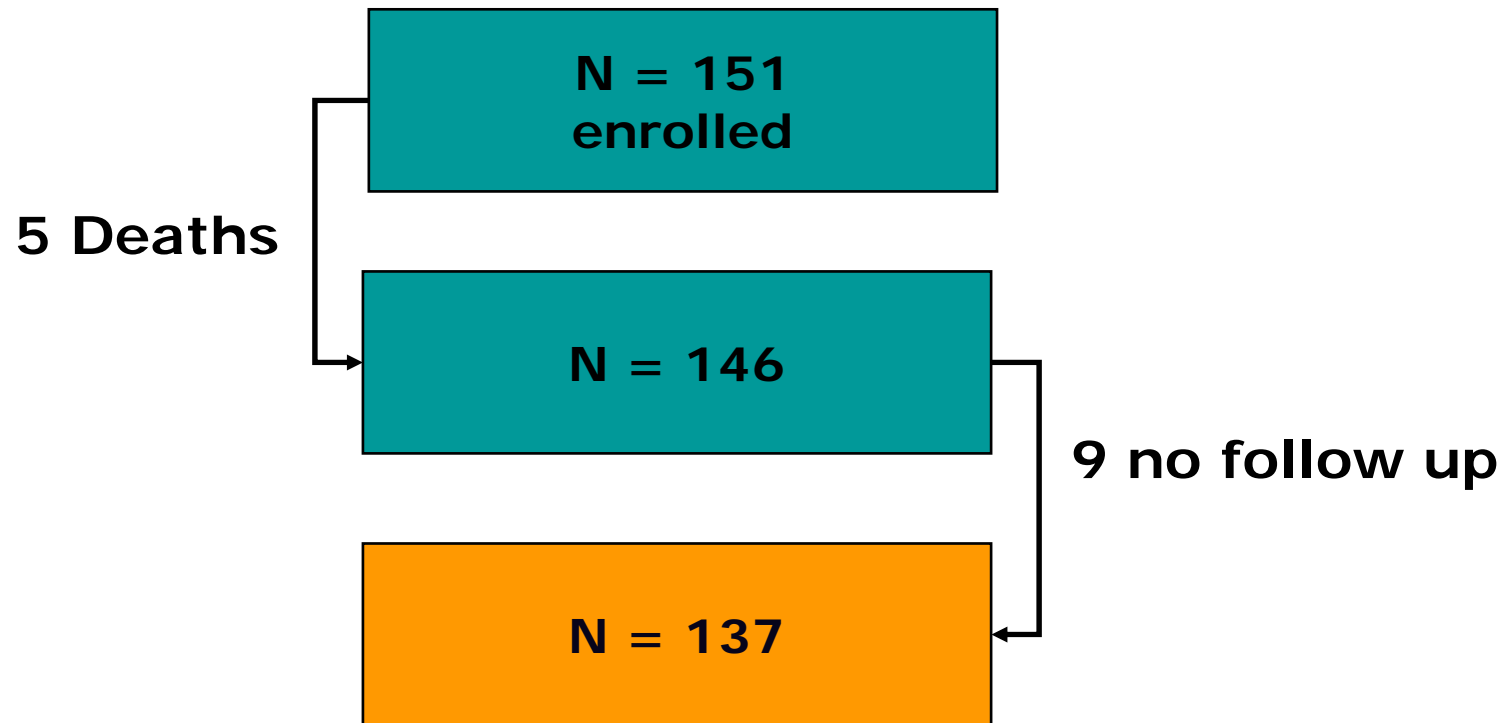 N = 151
enrolled
5 Deaths
N = 146
9 no follow up
N = 137